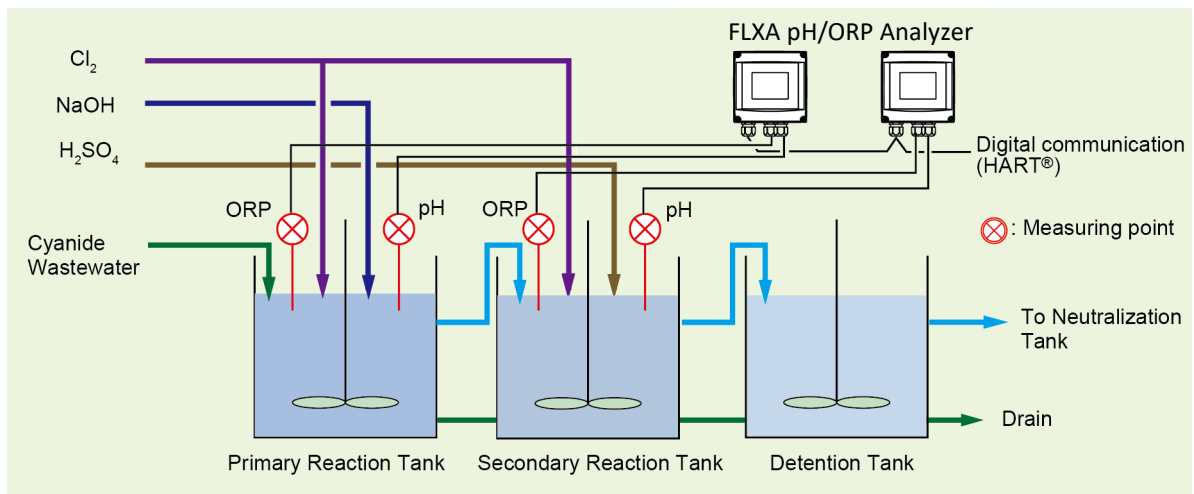 FLXA pH/ORP Analyzer
Cl₂
NaOH
H₂SO₄
Digital communication
(HART®)
ORP
pH
ORP
pH
: Measuring point
Cyanide
Wastewater
To Neutralization
Tank
Drain
Primary Reaction Tank
Secondary Reaction Tank
Detention Tank